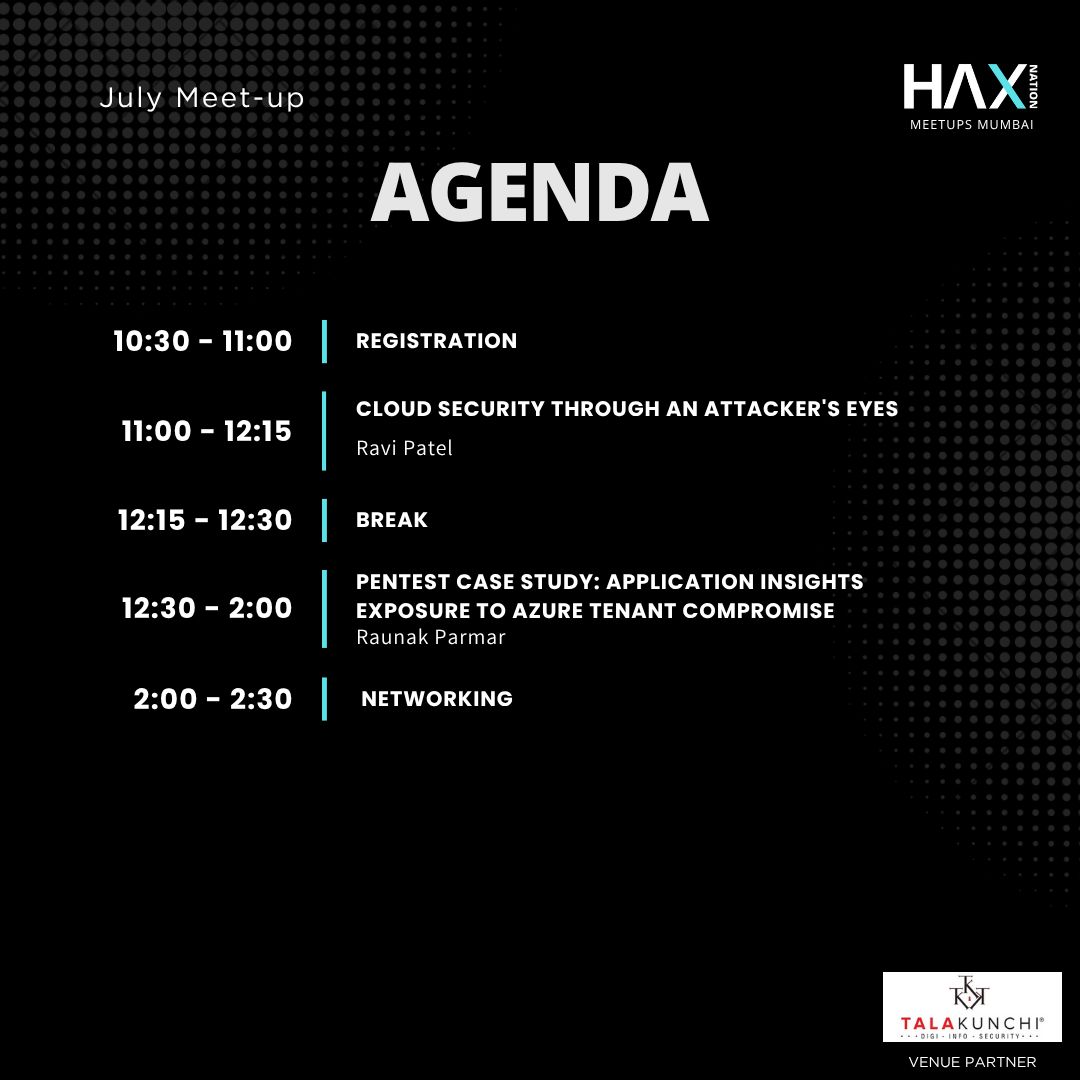 July Meet-up
HAX NATION
MEETUPS MUMBAI
AGENDA
10:30 - 11:00
REGISTRATION
11:00 - 12:15
CLOUD SECURITY THROUGH AN ATTACKER'S EYES
Ravi Patel
12:15 - 12:30
BREAK
12:30 - 2:00
PENTEST CASE STUDY: APPLICATION INSIGHTS
EXPOSURE TO AZURE TENANT COMPROMISE
Raunak Parmar
2:00 - 2:30
NETWORKING
TKT
TALAKUNCHI®
DIGI - INFO - SECURITY
VENUE PARTNER